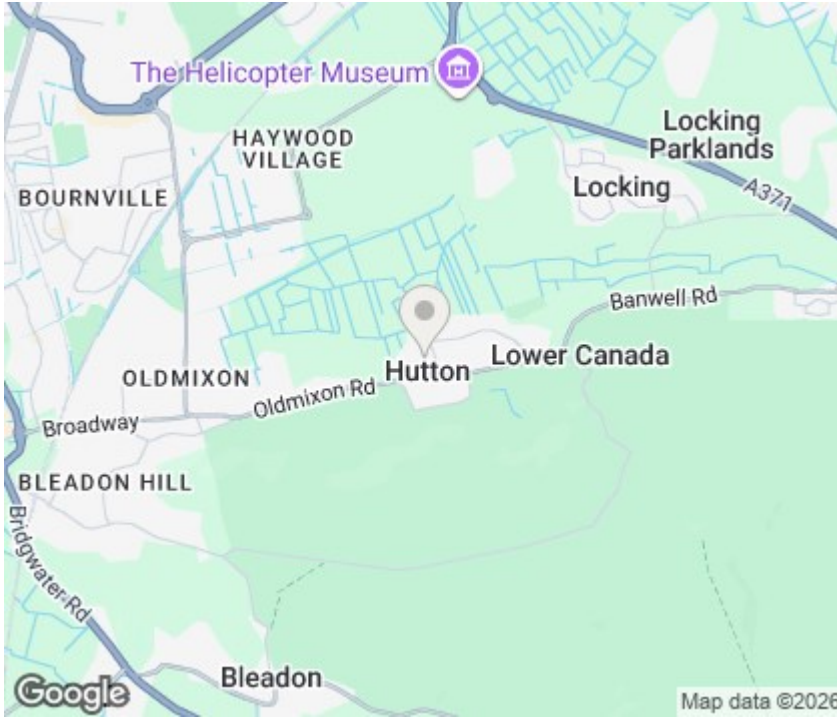 The Helicopter Museum
HAYWOOD
VILLAGE
Locking
Parklands
BOURNVILLE
Locking
A371
Banwell Rd
Hutton
Lower Canada
OLDMIXON
Oldmixon Rd
Broadway
BLEADON HILL
Bridgwater Rd
Bleadon
Google
Map data ©2026